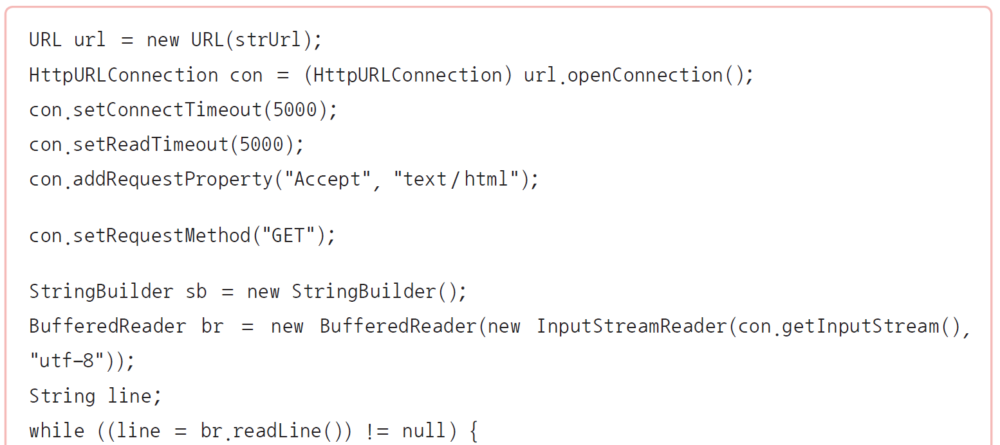 URL url = new URL(strUrl);
HttpURLConnection con = (HttpURLConnection) url.openConnection();
con.setConnectTimeout(5000);
con.setReadTimeout(5000);
con.addRequestProperty("Accept", "text/html");
con.setRequestMethod("GET");
StringBuilder sb = new StringBuilder();
BufferedReader br = new BufferedReader(new InputStreamReader(con.getInputStream(),
"utf-8"));
String line;
while ((line = br.readLine()) != null) {